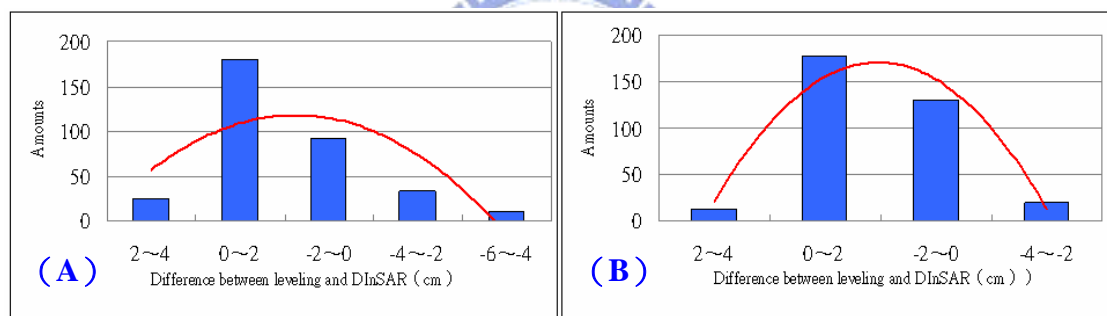 200
150
100
50
0
Amounts
2～4 0～2 -2～0 -4～-2 -6～-4
Difference between leveling and DInSAR（cm）
（A）
200
150
100
50
0
Amounts
2～4 0～2 -2～0 -4～-2
Difference between leveling and DInSAR（cm））
（B）